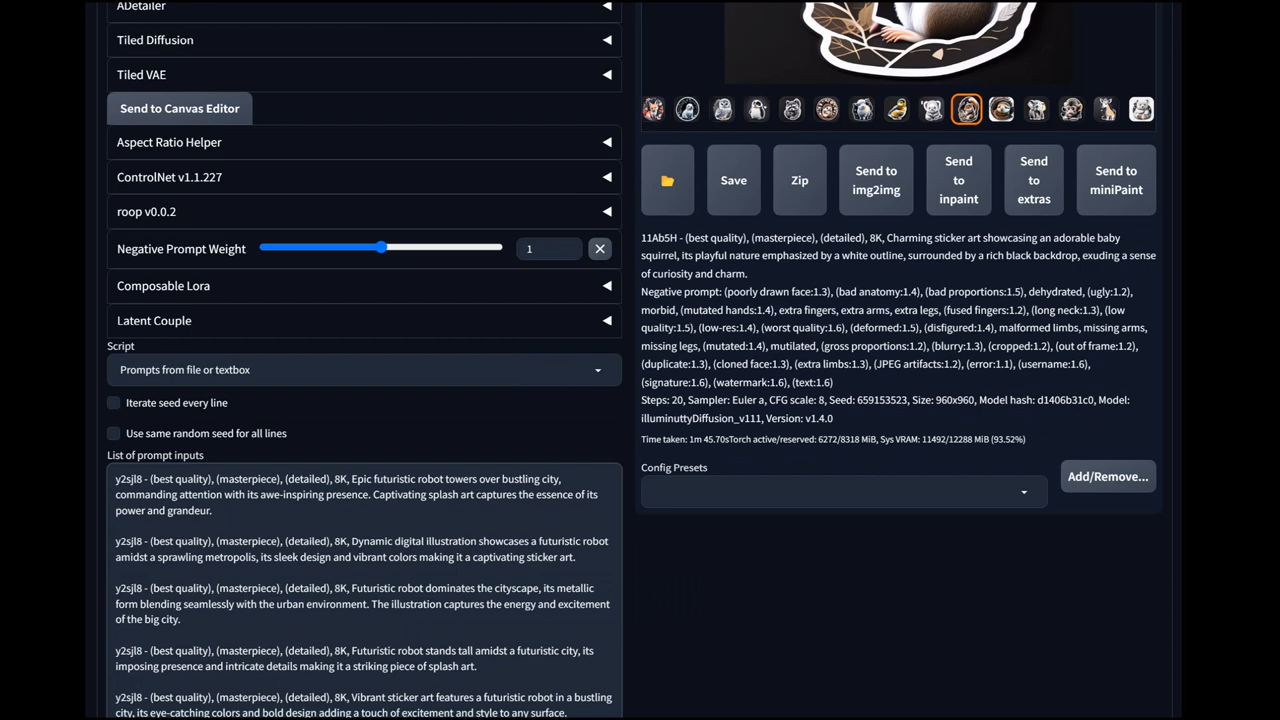 ADetailer
Tiled Diffusion
Tiled VAE
Send to Canvas Editor
Aspect Ratio Helper
ControlNet v1.1.227
roop v0.0.2
Negative Prompt Weight
1
Composable Lora
Latent Couple
Script
Prompts from file or textbox
Iterate seed every line
Use same random seed for all lines
List of prompt inputs
y2sjl8 - (best quality), (masterpiece), (detailed), 8K, Epic futuristic robot towers over bustling city,
commanding attention with its awe-inspiring presence. Captivating splash art captures the essence of its
power and grandeur.
y2sjl8 - (best quality), (masterpiece), (detailed), 8K, Dynamic digital illustration showcases a futuristic robot
amidst a sprawling metropolis, its sleek design and vibrant colors making it a captivating sticker art.
y2sjl8 - (best quality), (masterpiece), (detailed), 8K, Futuristic robot dominates the cityscape, its metallic
form blending seamlessly with the urban environment. The illustration captures the energy and excitement
of the big city.
y2sjl8 - (best quality), (masterpiece), (detailed), 8K, Futuristic robot stands tall amidst a futuristic city, its
imposing presence and intricate details making it a striking piece of splash art.
y2sjl8 - (best quality), (masterpiece), (detailed), 8K, Vibrant sticker art features a futuristic robot in a bustling
city, its eye-catching colors and bold design adding a touch of excitement and style to any surface.
Save
Zip
Send to
img2img
Send
to
inpaint
Send
to
extras
Send to
miniPaint
11Ab5H - (best quality), (masterpiece), (detailed), 8K, Charming sticker art showcasing an adorable baby
squirrel, its playful nature emphasized by a white outline, surrounded by a rich black backdrop, exuding a sense
of curiosity and charm.
Negative prompt: (poorly drawn face:1.3), (bad anatomy:1.4), (bad proportions:1.5), dehydrated, (ugly:1.2),
morbid, (mutated hands:1.4), extra fingers, extra arms, extra legs, (fused fingers:1.2), (long neck:1.3), (low
quality:1.5), (low-res:1.4), (worst quality:1.6), (deformed:1.5), (disfigured:1.4), malformed limbs, missing arms,
missing legs, (mutated:1.4), mutilated, (gross proportions:1.2), (blurry:1.3), (cropped:1.2), (out of frame:1.2),
(duplicate:1.3), (cloned face:1.3), (extra limbs:1.3), (JPEG artifacts:1.2), (error:1.1), (username:1.6),
(signature:1.6), (watermark:1.6), (text:1.6)
Steps: 20, Sampler: Euler a, CFG scale: 8, Seed: 659153523, Size: 960x960, Model hash: d1406b31c0, Model:
illuminuttyDiffusion_v111, Version: v1.4.0
Time taken: 1m 45.70sTorch active/reserved: 6272/8318 MiB, Sys VRAM: 11492/12288 MiB (93.52%)
Config Presets
Add/Remove...